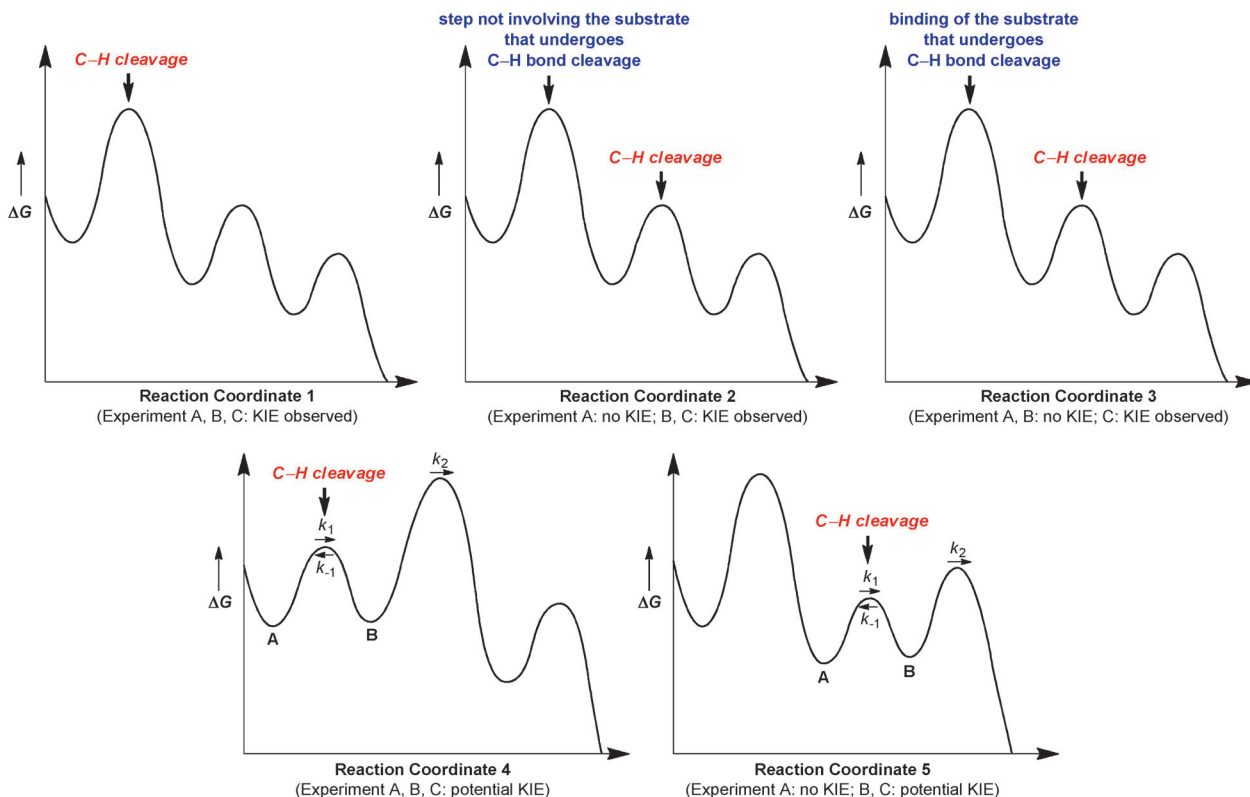 C–H cleavage
ΔG
Reaction Coordinate 1
(Experiment A, B, C: KIE observed)
step not involving the substrate
that undergoes
C–H bond cleavage
C–H cleavage
ΔG
Reaction Coordinate 2
(Experiment A: no KIE; B, C: KIE observed)
binding of the substrate
that undergoes
C–H bond cleavage
C–H cleavage
ΔG
Reaction Coordinate 3
(Experiment A, B: no KIE; C: KIE observed)
C–H cleavage
k1
k-1
k2
ΔG
A
B
Reaction Coordinate 4
(Experiment A, B, C: potential KIE)
C–H cleavage
k1
k-1
k2
ΔG
A
B
Reaction Coordinate 5
(Experiment A: no KIE; B, C: potential KIE)